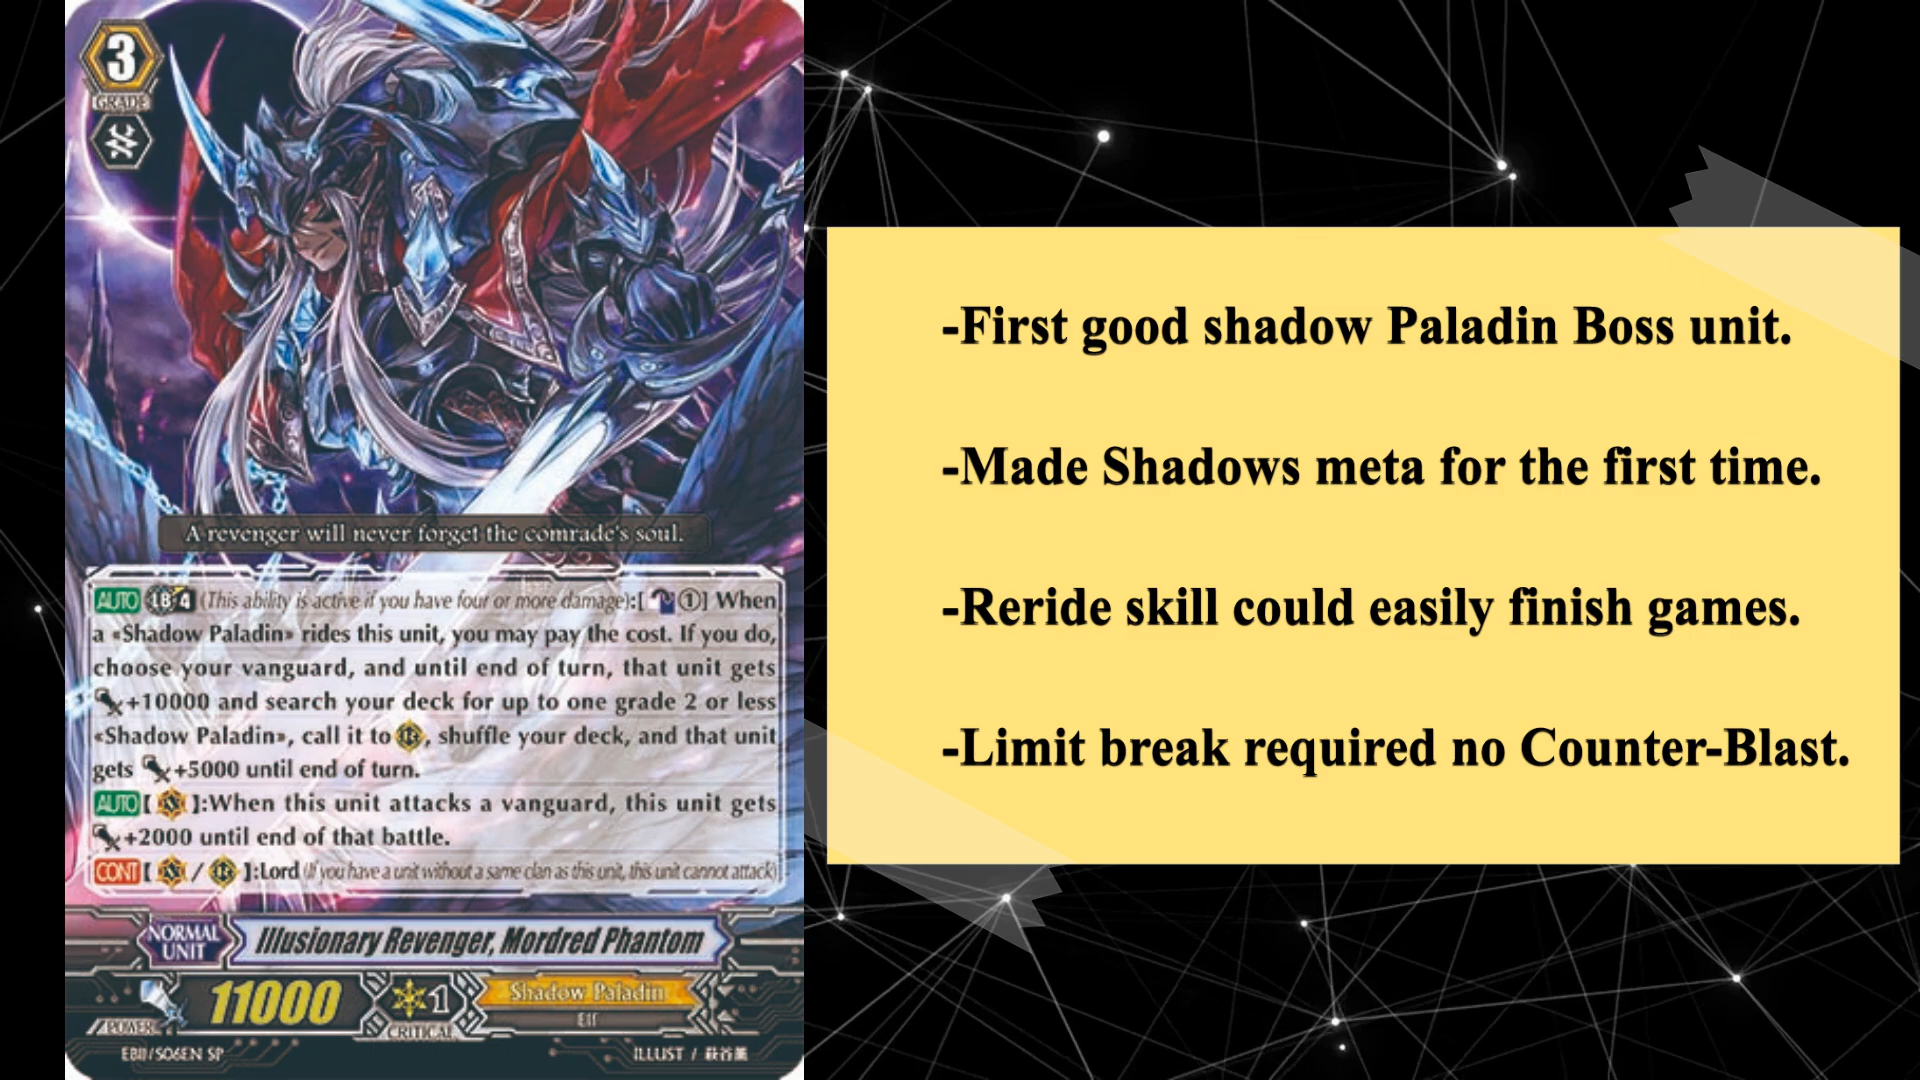 3
GRADE
A revenger will never forget the comrade's soul.
AUTO LB 4 (This ability is active if you have four or more damage):[ ①] When
a «Shadow Paladin» rides this unit, you may pay the cost. If you do,
choose your vanguard, and until end of turn, that unit gets
+10000 and search your deck for up to one grade 2 or less
«Shadow Paladin», call it to R, shuffle your deck, and that unit
gets +5000 until end of turn.
AUTO [ V ]:When this unit attacks a vanguard, this unit gets
+2000 until end of that battle.
CONT [ V / R ]:Lord (If you have a unit without a same clan as this unit, this unit cannot attack)
NORMAL
UNIT
Illusionary Revenger, Mordred Phantom
11000
POWER
1
CRITICAL
Shadow Paladin
Elf
EB11/S06EN SP
ILLUST / 萩谷薫
-First good shadow Paladin Boss unit.
-Made Shadows meta for the first time.
-Reride skill could easily finish games.
-Limit break required no Counter-Blast.